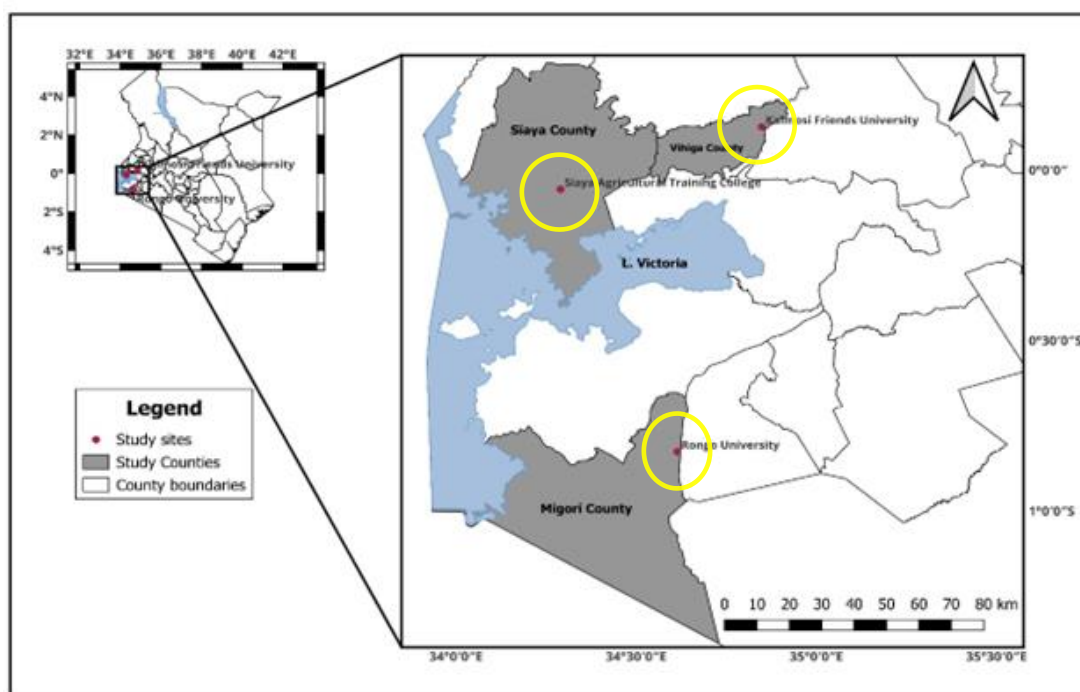 32°E 34°E 36°E 38°E 40°E 42°E
4°N
2°N
0°
2°S
4°S
Friends University
University
Siaya County
Vihiga County
Kaimosi Friends University
Siaya Agricultural Training College
L. Victoria
Rongo University
Migori County
0°0'0"
0°30'0"S
1°0'0"S
0 10 20 30 40 50 60 70 80 km
34°0'0"E 34°30'0"E 35°0'0"E 35°30'0"E
Legend
Study sites
Study Counties
County boundaries